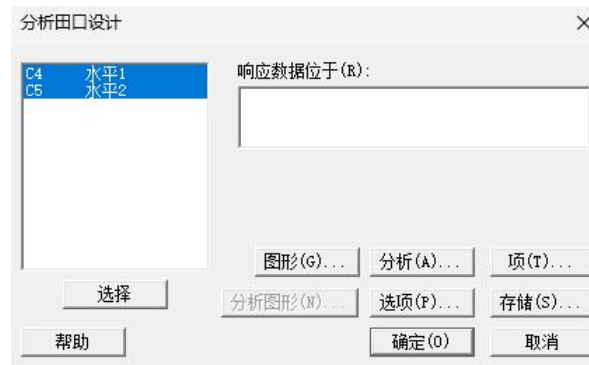 分析田口设计
C4 水平1
C5 水平2
响应数据位于(R):
图形(G)... 分析(A)... 项(T)...
选择
分析图形(N)... 选项(P)... 存储(S)...
帮助 确定(O) 取消